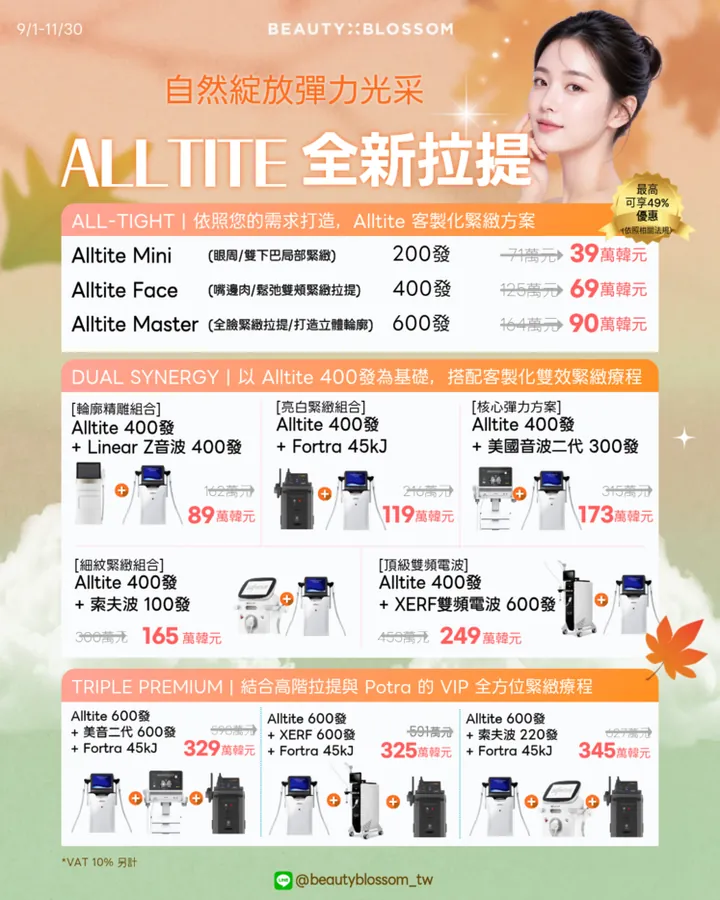 9/1-11/30
BEAUTY BLOSSOM
自然綻放彈力光采
ALLTITE 全新拉提
最高
可享49%
優惠
(依照相關法規)
ALL-TIGHT | 依照您的需求打造, Alltite 客製化緊緻方案
Alltite Mini (眼周/雙下巴局部緊緻) 200發 71萬元 39萬韓元
Alltite Face (嘴邊肉/鬆弛雙頰緊緻拉提) 400發 125萬元 69萬韓元
Alltite Master (全臉緊緻拉提/打造立體輪廓) 600發 164萬元 90萬韓元
DUAL SYNERGY | 以 Alltite 400發為基礎, 搭配客製化雙效緊緻療程
[輪廓精雕組合]
Alltite 400發
+ Linear Z音波 400發
162萬元
89萬韓元
[亮白緊緻組合]
Alltite 400發
+ Fortra 45kJ
216萬元
119萬韓元
[核心彈力方案]
Alltite 400發
+ 美國音波二代 300發
315萬元
173萬韓元
[細紋緊緻組合]
Alltite 400發
+ 索夫波 100發
300萬元 165萬韓元
[頂級雙頻電波]
Alltite 400發
+ XERF雙頻電波 600發
453萬元 249萬韓元
TRIPLE PREMIUM | 結合高階拉提與 Potra 的 VIP 全方位緊緻療程
Alltite 600發
+ 美音二代 600發
+ Fortra 45kJ
598萬元
329萬韓元
Alltite 600發
+ XERF 600發
+ Fortra 45kJ
591萬元
325萬韓元
Alltite 600發
+ 索夫波 220發
+ Fortra 45kJ
627萬元
345萬韓元
*VAT 10% 另計
LINE @beautyblossom_tw